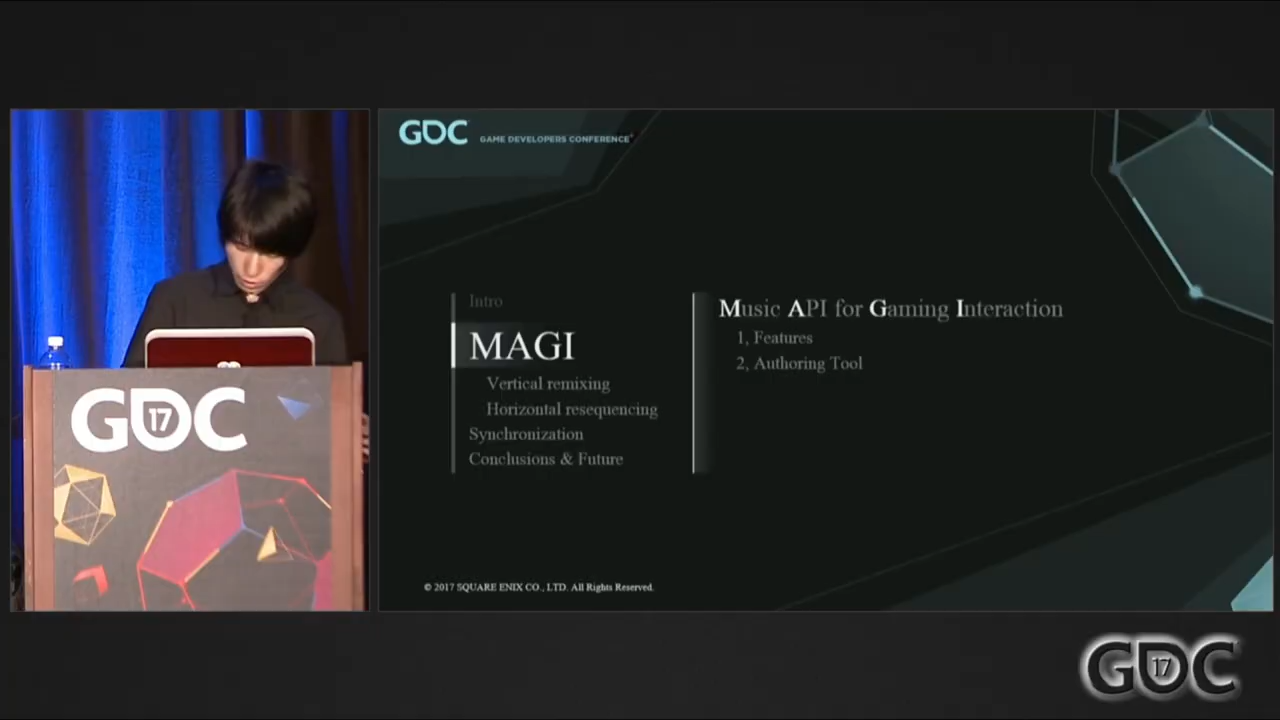 GDC
17
GDC GAME DEVELOPERS CONFERENCE
Intro
MAGI
Vertical remixing
Horizontal resequencing
Synchronization
Conclusions & Future
Music API for Gaming Interaction
1, Features
2, Authoring Tool
© 2017 SQUARE ENIX CO., LTD. All Rights Reserved.
GDC
17